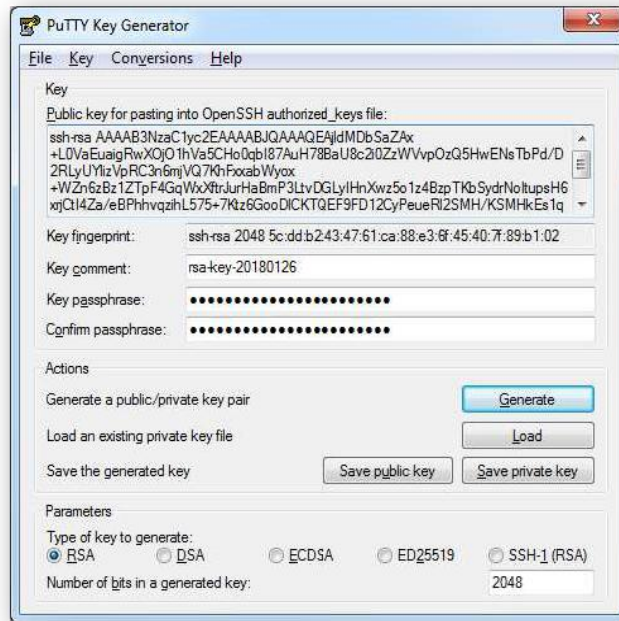 PuTTY Key Generator
File Key Conversions Help
Key
Public key for pasting into OpenSSH authorized_keys file:
ssh-rsa AAAAB3NzaC1yc2EAAAABJQAAAQEAjldMDbSaZAx
+L0VaEuaigRwXOjO1hVa5CHo0qbI87AuH78BaU8c2i0ZzWVvpOzQ5HwENsTbPd/D
2RLyUYlizVpRC3n6mjVQ7KhFxxabWyox
+WZn6zBz1ZTpF4GqWxXftrJurHaBmP3LtvDGLyIHnXwz5o1z4BzpTKbSydrNoltupsH6
xrjCtI4Za/eBPhhvqzihL575+7Ktz6GooDlCKTQEF9FD12CyPeueRI2SMH/KSMHkEs1q
Key fingerprint: ssh-rsa 2048 5c:dd:b2:43:47:61:ca:88:e3:6f:45:40:7f:89:b1:02
Key comment: rsa-key-20180126
Key passphrase:
Confirm passphrase:
Actions
Generate a public/private key pair Generate
Load an existing private key file Load
Save the generated key Save public key Save private key
Parameters
Type of key to generate:
RSA DSA ECDSA ED25519 SSH-1 (RSA)
Number of bits in a generated key: 2048